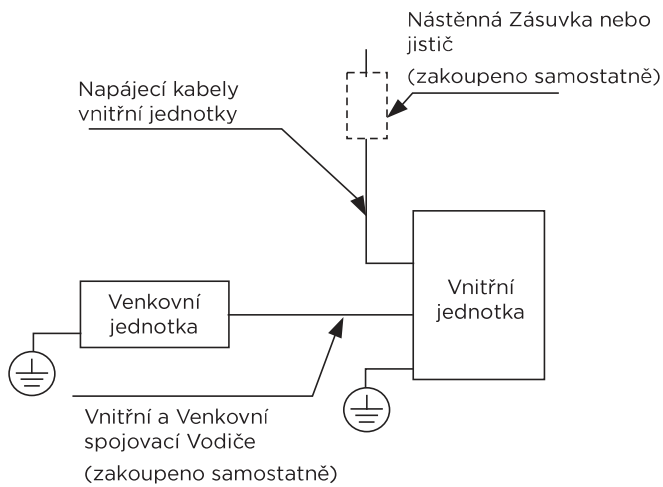 Nástěnná Zásuvka nebo
jistič
(zakoupeno samostatně)
Napájecí kabely
vnitřní jednotky
Vnitřní
jednotka
Venkovní
jednotka
Vnitřní a Venkovní
spojovací Vodiče
(zakoupeno samostatně)